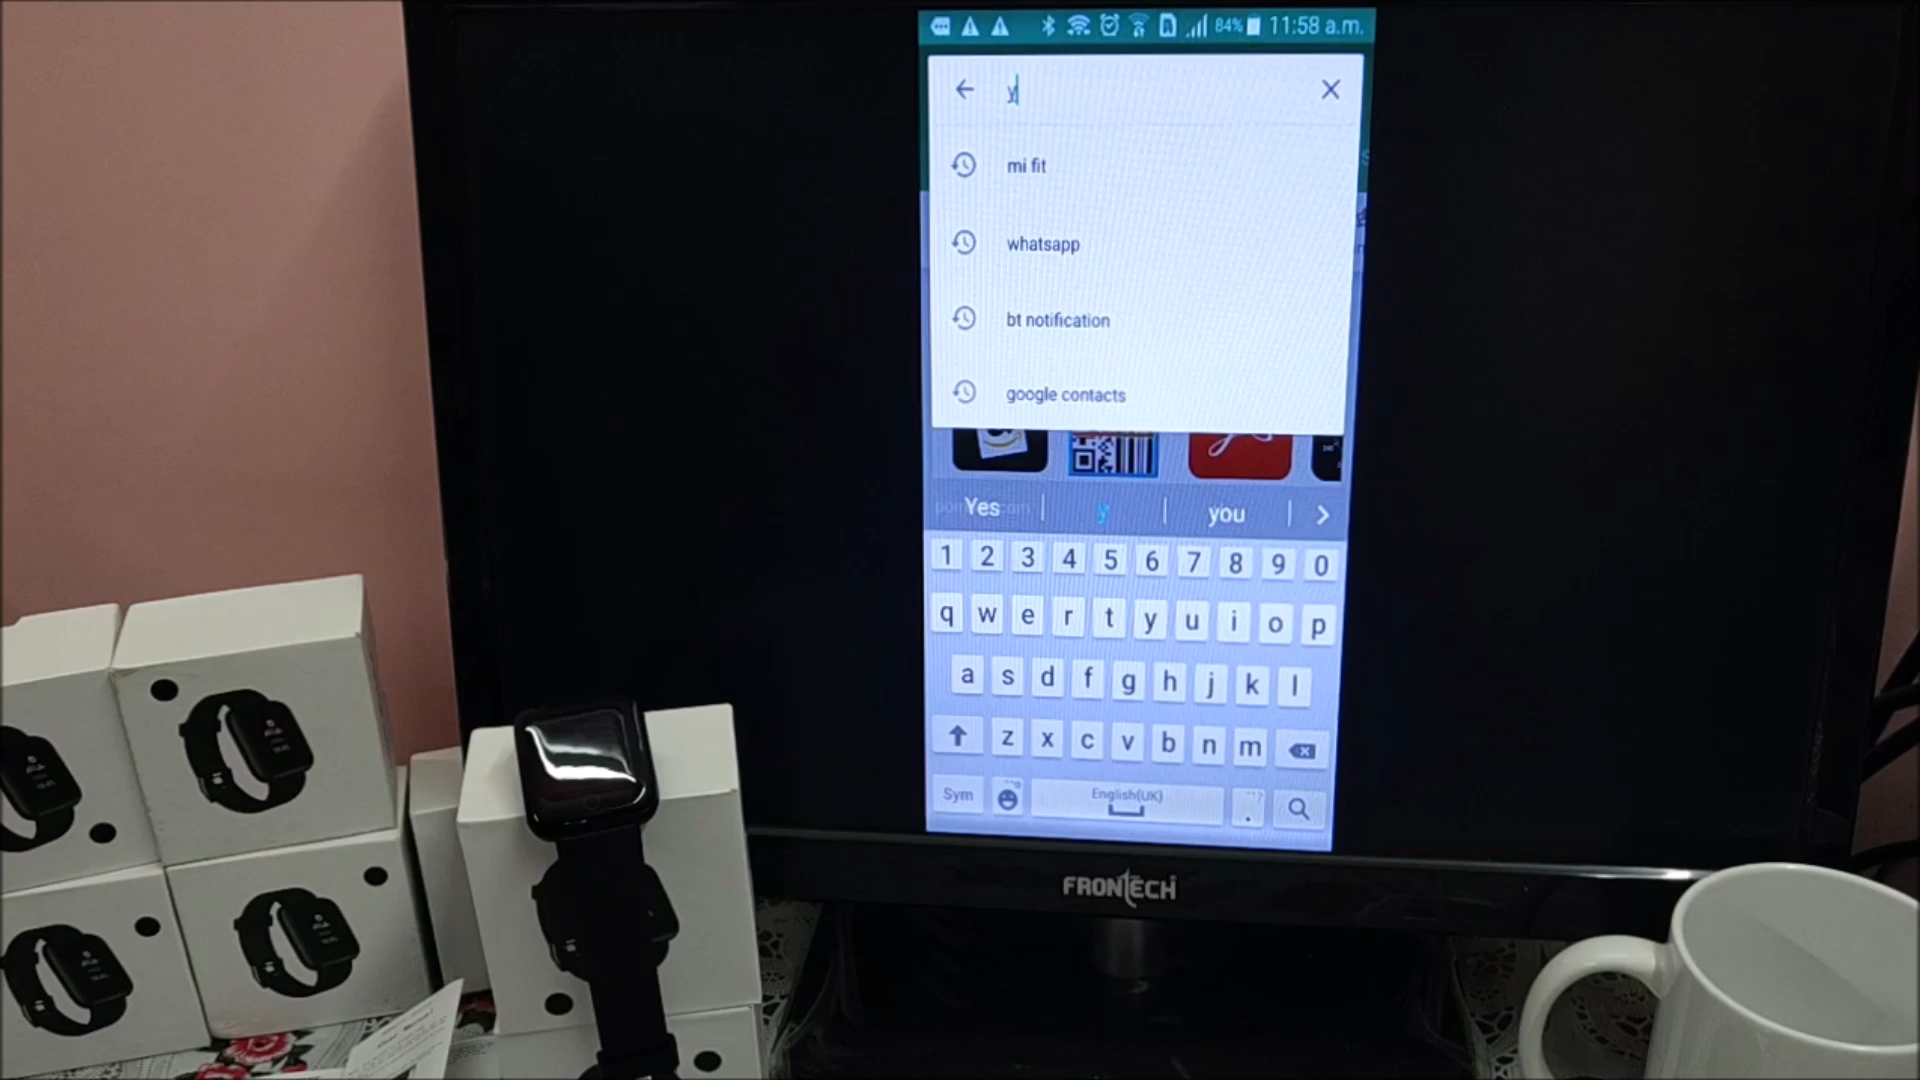 84% 11:58 a.m.
y
mi fit
whatsapp
bt notification
google contacts
Yes y you
1 2 3 4 5 6 7 8 9 0
q w e r t y u i o p
a s d f g h j k l
z x c v b n m
Sym English(UK) .
FRONTECH